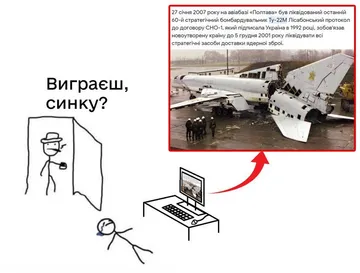 27 січня 2007 року на авіабазі «Полтава» був ліквідований останній
60-й стратегічний бомбардувальник Ту-22М Лісабонський протокол
до договору СНО-1, який підписала Україна в 1992 році, зобов'язав
новоутворену країну до 5 грудня 2001 року ліквідувати всі
стратегічні засоби доставки ядерної зброї.
Виграєш,
синку?